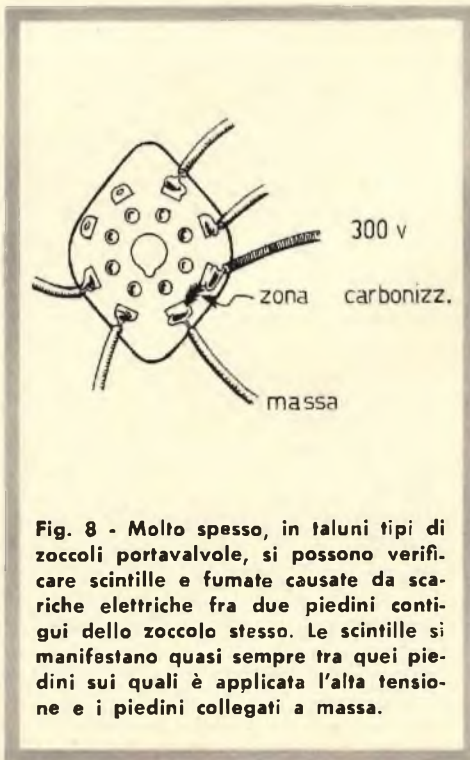 300 v
zona carbonizz.
massa
Fig. 8 - Molto spesso, in taluni tipi di
zoccoli portavalvole, si possono verifi-
care scintille e fumate causate da sca-
riche elettriche fra due piedini conti-
gui dello zoccolo stesso. Le scintille si
manifestano quasi sempre tra quei pie-
dini sui quali è applicata l'alta tensio-
ne e i piedini collegati a massa.